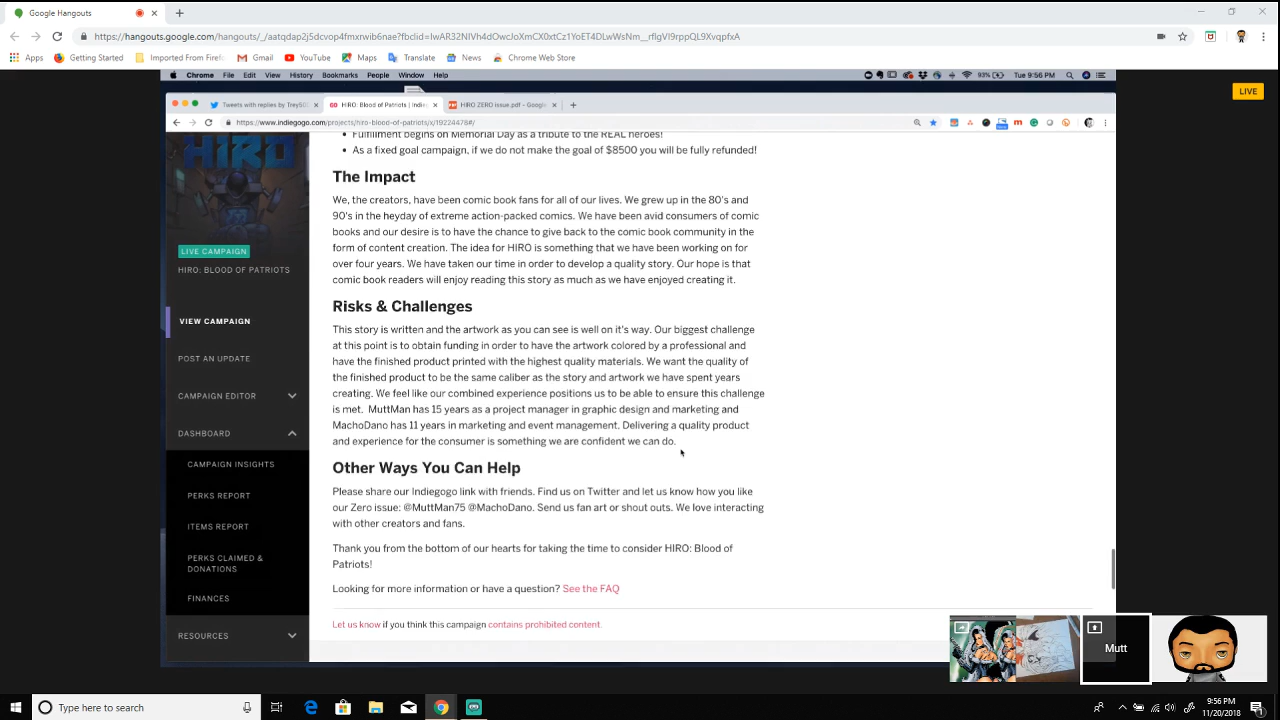 Google Hangouts
https://hangouts.google.com/hangouts/_/aatqdap2j5dcvop4fmxrwib6nae?fbclid=IwAR32NIVh4dOwcJoXmCX0xtCz1YoET4DLwWsNm__rflgVI9rppQL9XvqpfxA
Apps Getting Started Imported From Firef Gmail YouTube Maps Translate News Chrome Web Store
Chrome File Edit View History Bookmarks People Window Help 93% Tue 9:56 PM
LIVE
Tweets with replies by TreySC HIRO: Blood of Patriots | Indie HIRO ZERO issue.pdf - Google
https://www.indiegogo.com/projects/hiro-blood-of-patriots/x/19224478#/
HIRO
LIVE CAMPAIGN
HIRO: BLOOD OF PATRIOTS
VIEW CAMPAIGN
POST AN UPDATE
CAMPAIGN EDITOR
DASHBOARD
CAMPAIGN INSIGHTS
PERKS REPORT
ITEMS REPORT
PERKS CLAIMED &
DONATIONS
FINANCES
RESOURCES
• Fulfillment begins on Memorial Day as a tribute to the REAL heroes!
• As a fixed goal campaign, if we do not make the goal of $8500 you will be fully refunded!
The Impact
We, the creators, have been comic book fans for all of our lives. We grew up in the 80's and
90's in the heyday of extreme action-packed comics. We have been avid consumers of comic
books and our desire is to have the chance to give back to the comic book community in the
form of content creation. The idea for HIRO is something that we have been working on for
over four years. We have taken our time in order to develop a quality story. Our hope is that
comic book readers will enjoy reading this story as much as we have enjoyed creating it.
Risks & Challenges
This story is written and the artwork as you can see is well on it's way. Our biggest challenge
at this point is to obtain funding in order to have the artwork colored by a professional and
have the finished product printed with the highest quality materials. We want the quality of
the finished product to be the same caliber as the story and artwork we have spent years
creating. We feel like our combined experience positions us to be able to ensure this challenge
is met. MuttMan has 15 years as a project manager in graphic design and marketing and
MachoDano has 11 years in marketing and event management. Delivering a quality product
and experience for the consumer is something we are confident we can do.
Other Ways You Can Help
Please share our Indiegogo link with friends. Find us on Twitter and let us know how you like
our Zero issue: @MuttMan75 @MachoDano. Send us fan art or shout outs. We love interacting
with other creators and fans.
Thank you from the bottom of our hearts for taking the time to consider HIRO: Blood of
Patriots!
Looking for more information or have a question? See the FAQ
Let us know if you think this campaign contains prohibited content.
Mutt
Type here to search
9:56 PM
11/20/2018